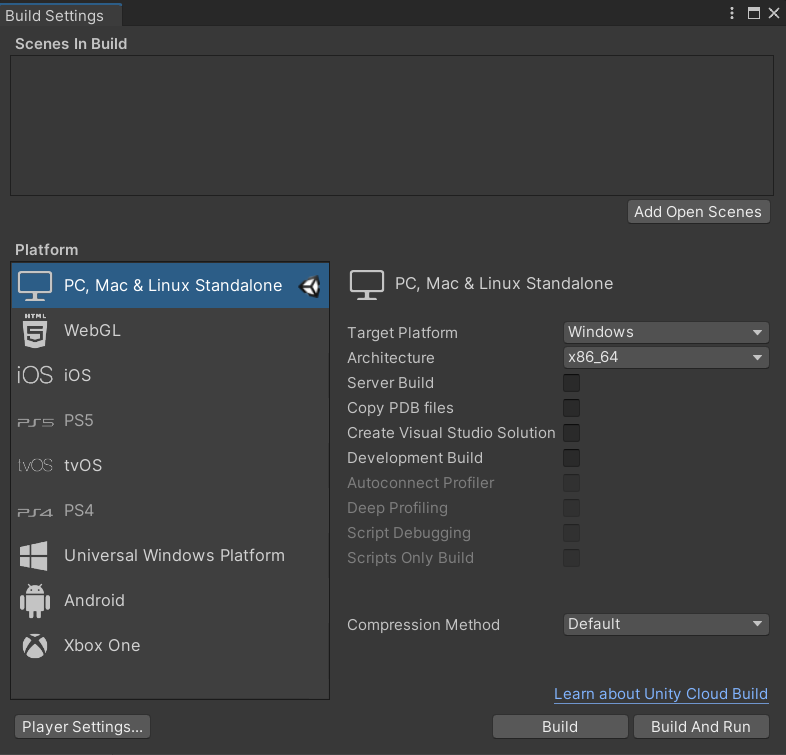 Build Settings
Scenes In Build
Add Open Scenes
Platform
PC, Mac & Linux Standalone
HTML
5
WebGL
iOS iOS
PS5 PS5
tvOS tvOS
PS4 PS4
Universal Windows Platform
Android
Xbox One
PC, Mac & Linux Standalone
Target Platform Windows
Architecture x86_64
Server Build
Copy PDB files
Create Visual Studio Solution
Development Build
Autoconnect Profiler
Deep Profiling
Script Debugging
Scripts Only Build
Compression Method Default
Learn about Unity Cloud Build
Player Settings... Build Build And Run